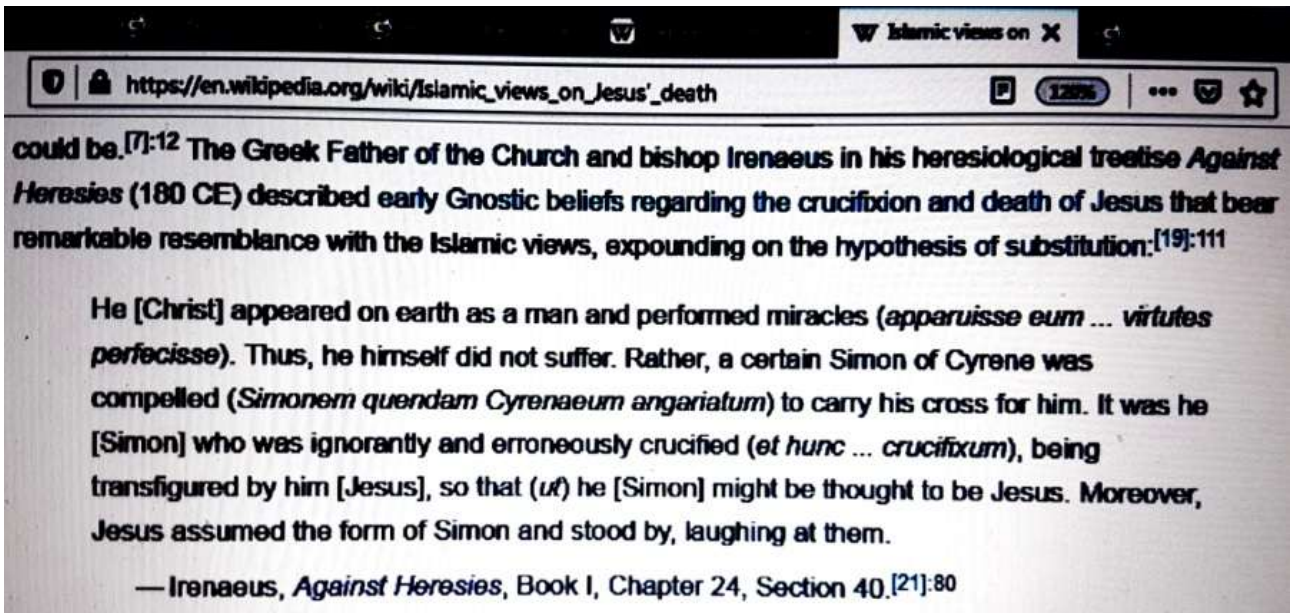 Islamic views on
https://en.wikipedia.org/wiki/Islamic_views_on_Jesus'_death
120%
could be.[7]:12 The Greek Father of the Church and bishop Irenaeus in his heresiological treatise Against
Heresies (180 CE) described early Gnostic beliefs regarding the crucifixion and death of Jesus that bear
remarkable resemblance with the Islamic views, expounding on the hypothesis of substitution:[19]:111
He [Christ] appeared on earth as a man and performed miracles (apparuisse eum ... virtutes
perfecisse). Thus, he himself did not suffer. Rather, a certain Simon of Cyrene was
compelled (Simonem quendam Cyrenaeum angariatum) to carry his cross for him. It was he
[Simon] who was ignorantly and erroneously crucified (et hunc ... crucifixum), being
transfigured by him [Jesus], so that (ut) he [Simon] might be thought to be Jesus. Moreover,
Jesus assumed the form of Simon and stood by, laughing at them.
— Irenaeus, Against Heresies, Book I, Chapter 24, Section 40.[21]:80